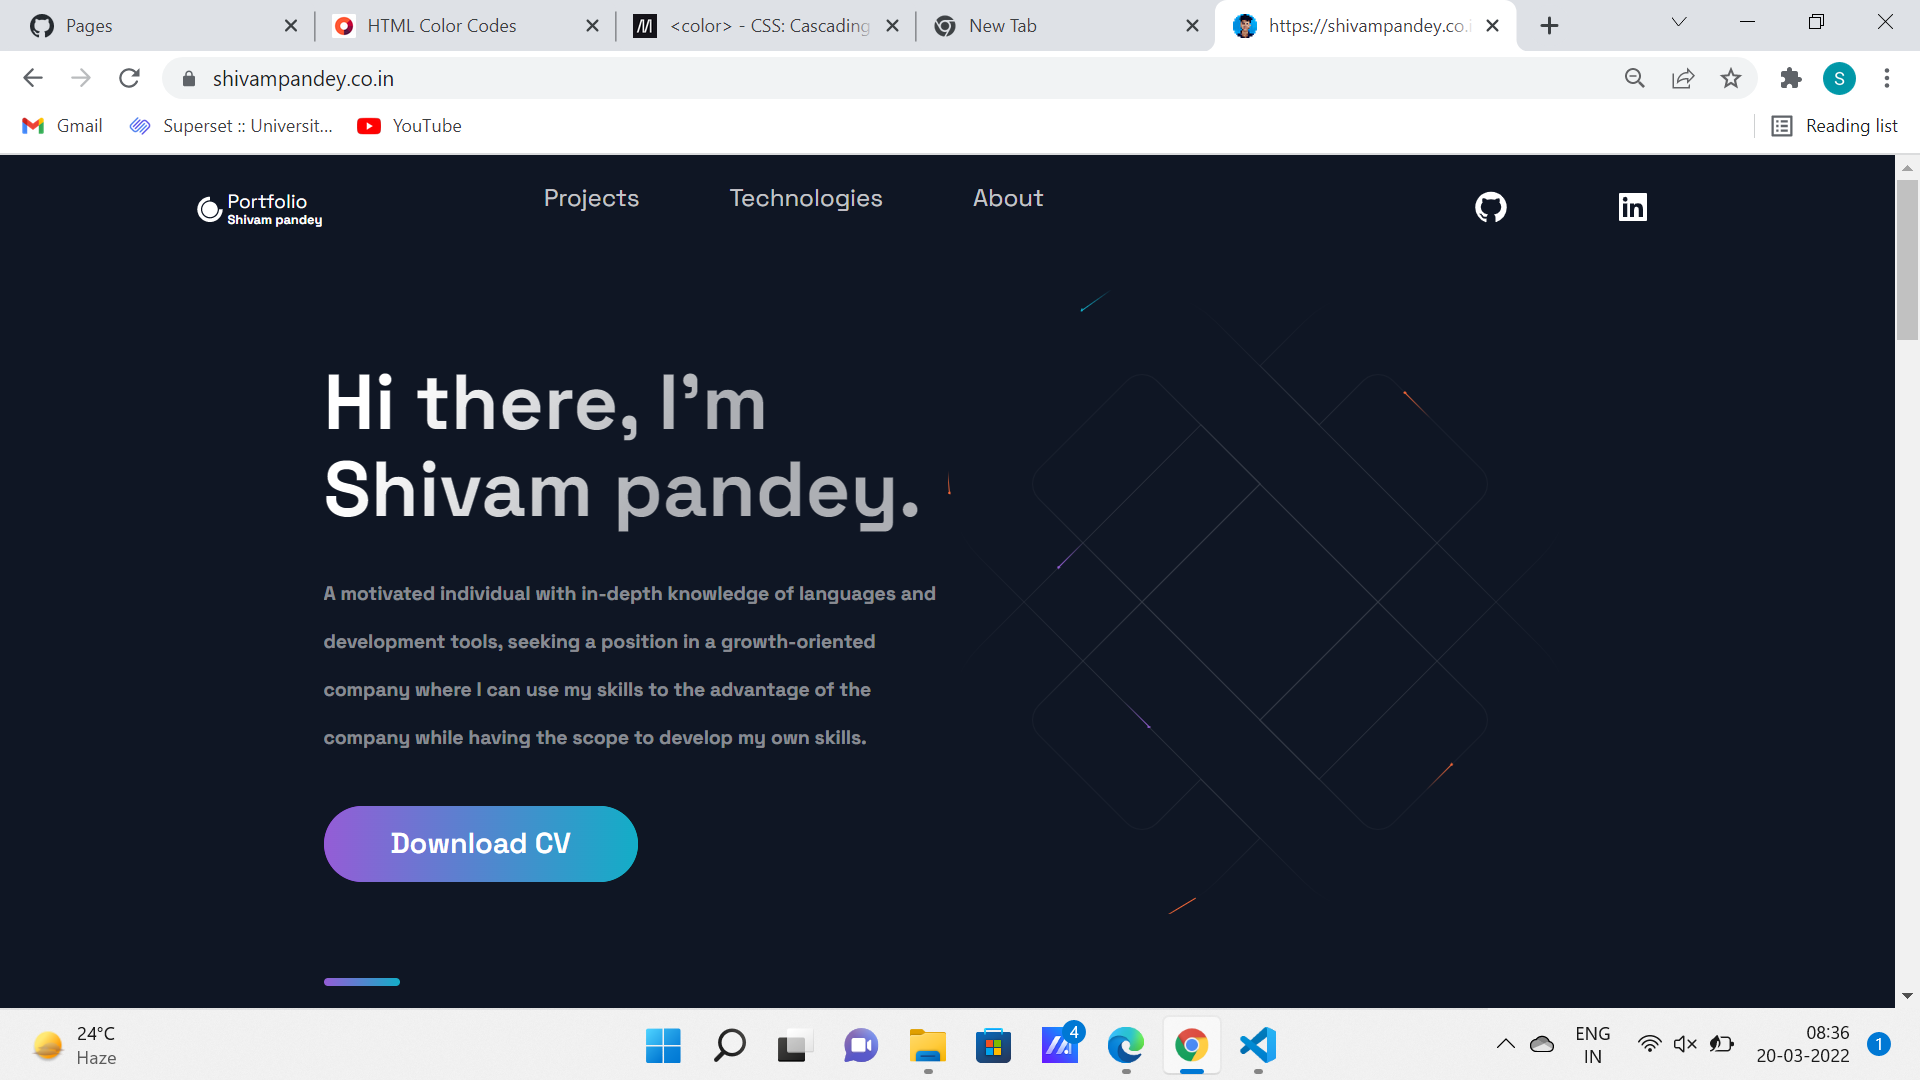 Pages
HTML Color Codes
<color> - CSS: Cascading
New Tab
https://shivampandey.co.i
shivampandey.co.in
S
Gmail
Superset :: Universit...
YouTube
Reading list
Portfolio
Shivam pandey
Projects
Technologies
About
in
Hi there, I'm
Shivam pandey.
A motivated individual with in-depth knowledge of languages and
development tools, seeking a position in a growth-oriented
company where I can use my skills to the advantage of the
company while having the scope to develop my own skills.
Download CV
24°C
Haze
4
ENG
IN
08:36
20-03-2022
1